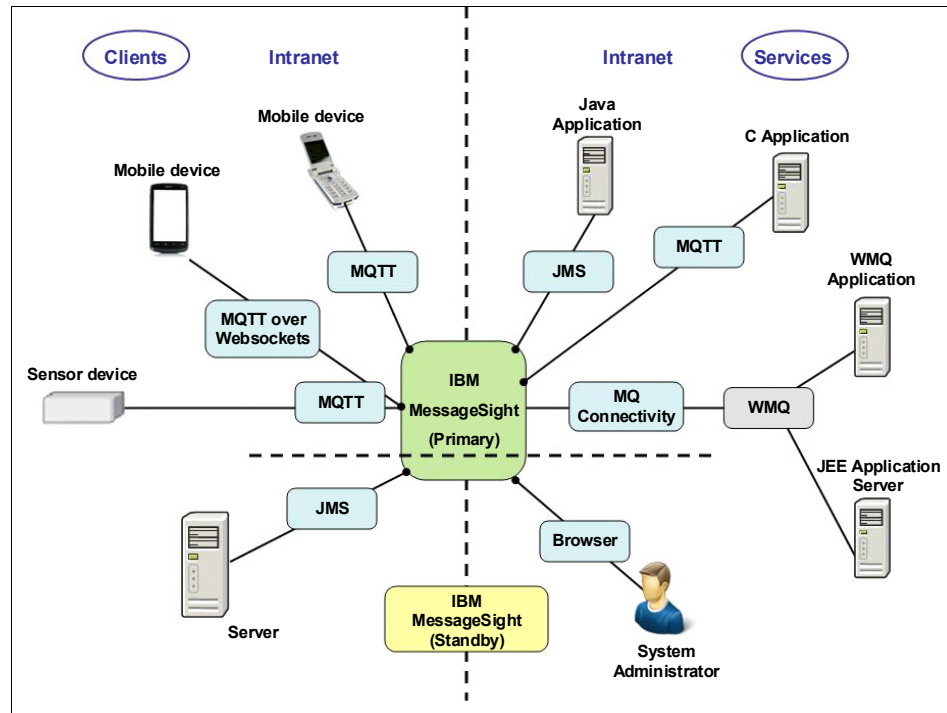 Clients
Intranet
Intranet
Services
Mobile device
Java
Application
C Application
Mobile device
MQTT
JMS
MQTT
WMQ
Application
MQTT over
Websockets
Sensor device
MQTT
IBM
MessageSight
(Primary)
MQ
Connectivity
WMQ
JEE Application
Server
JMS
Browser
Server
IBM
MessageSight
(Standby)
System
Administrator